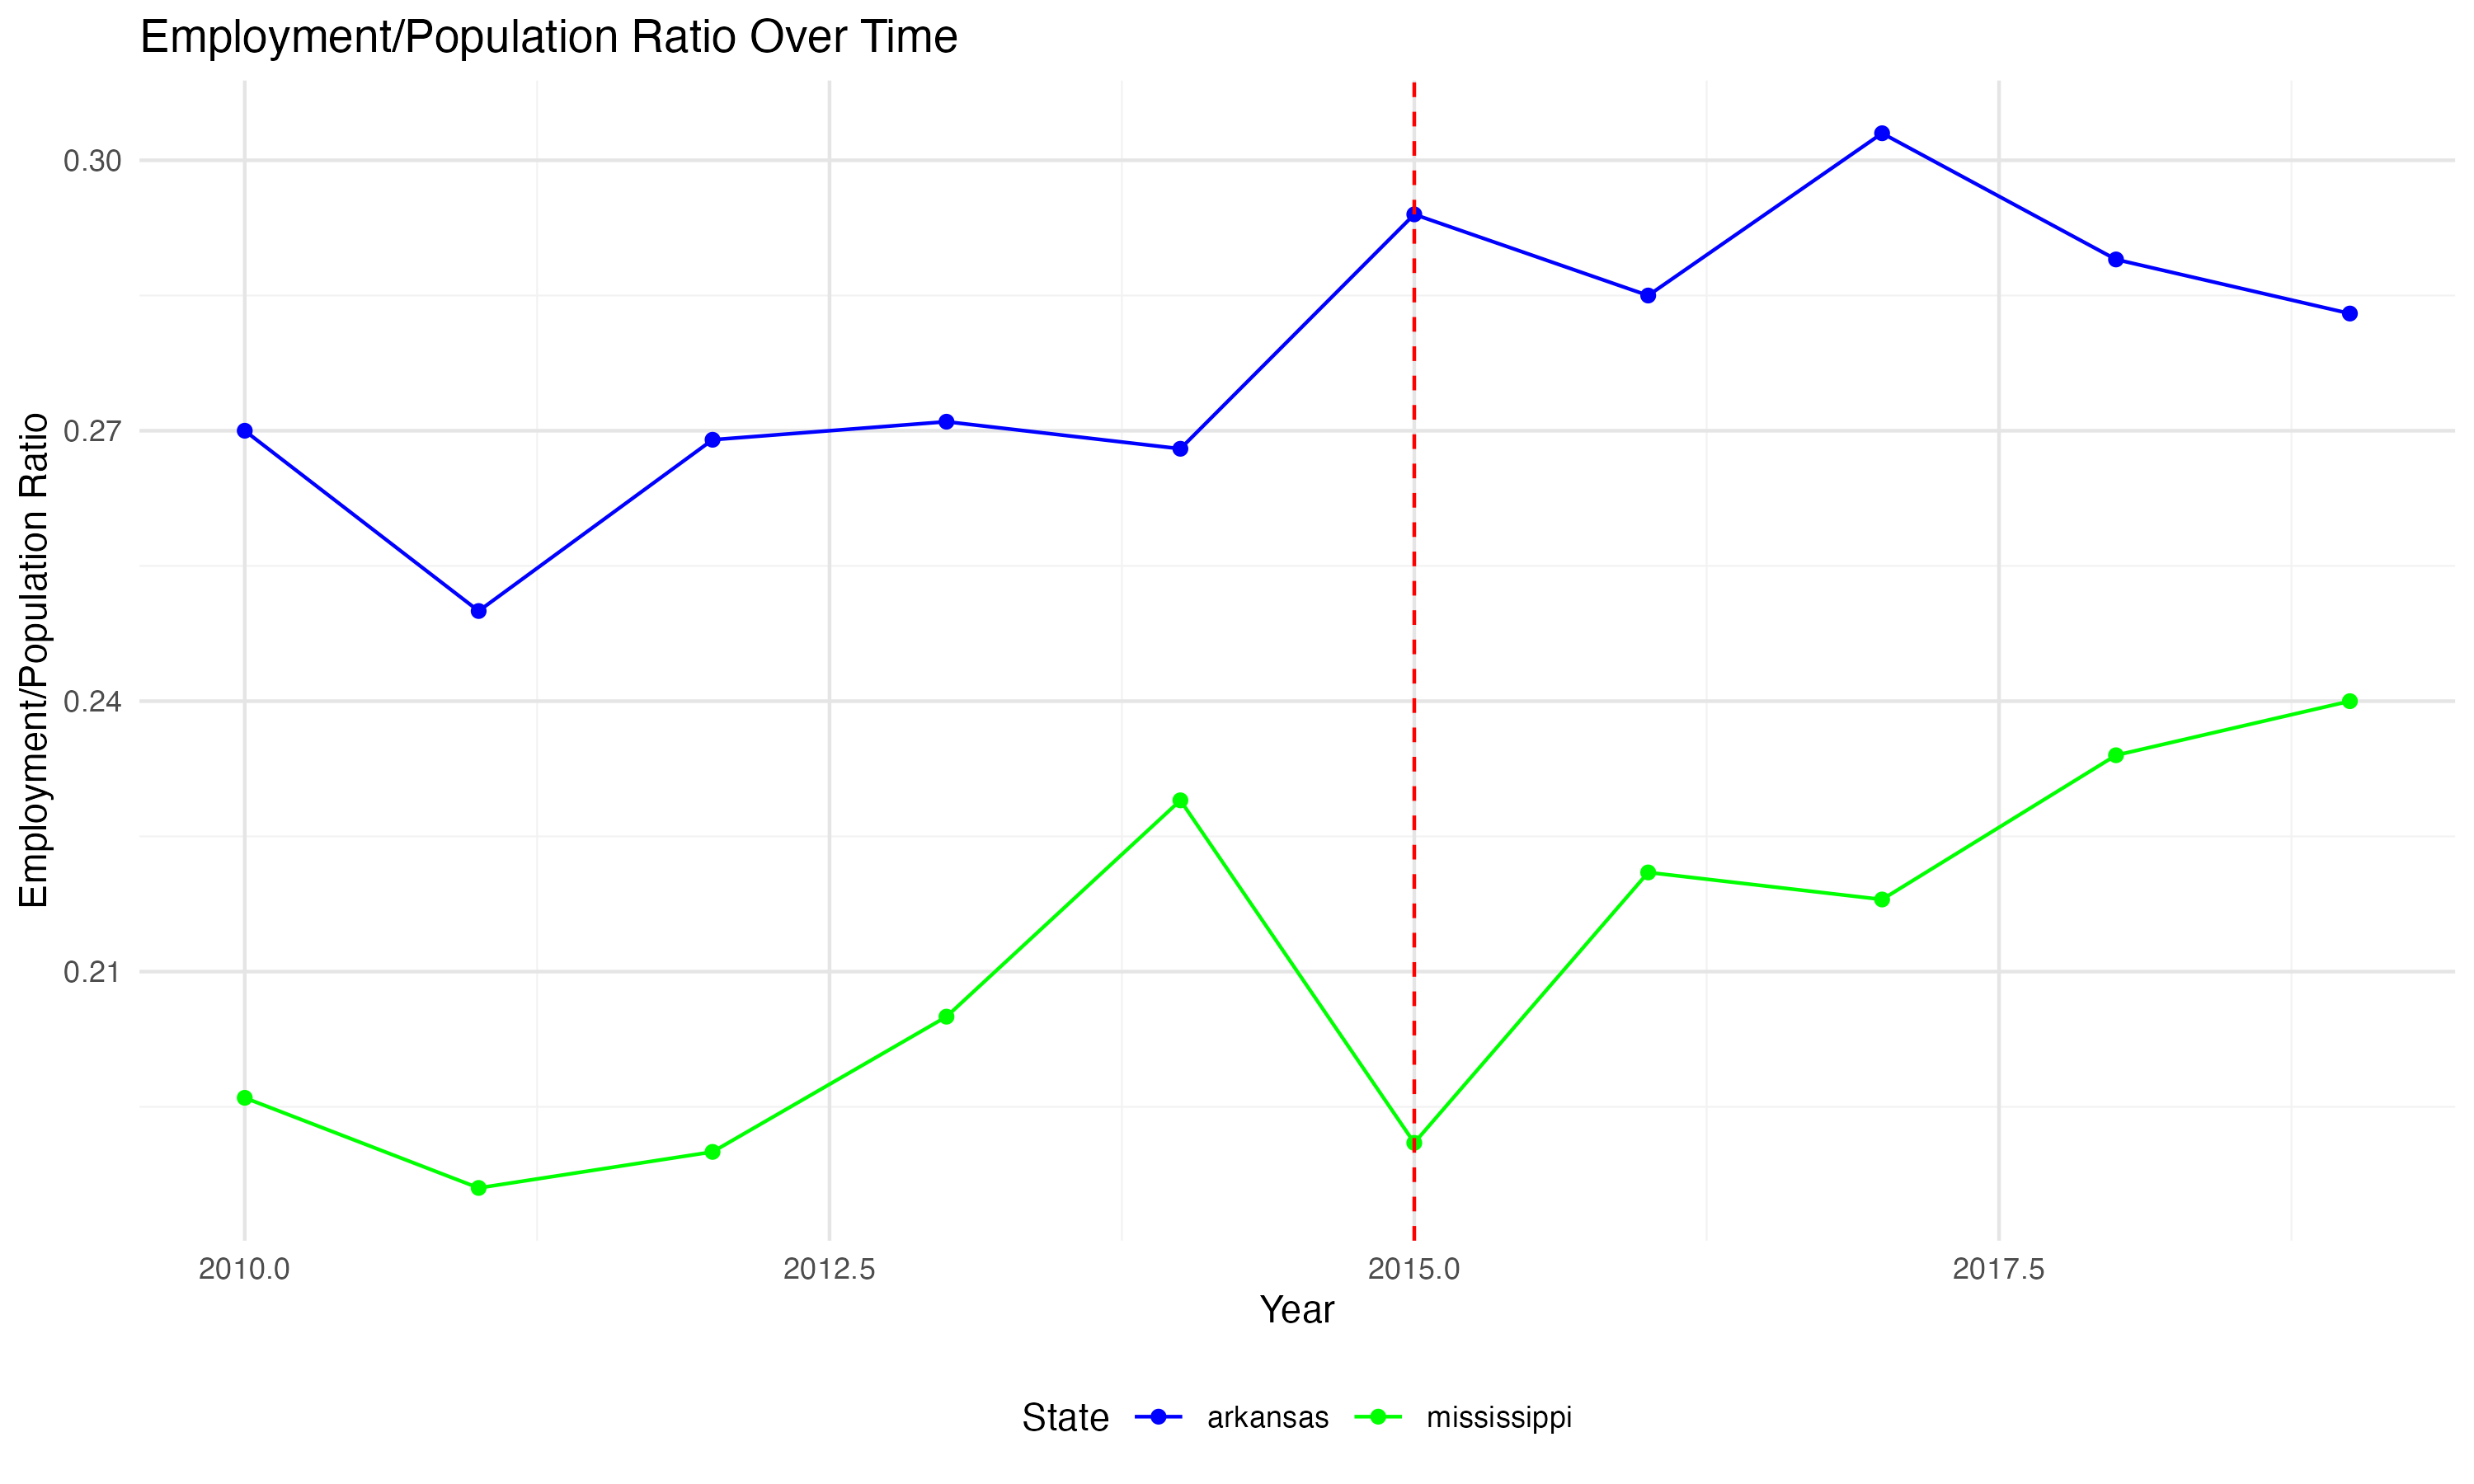 Employment/Population Ratio Over Time
Employment/Population Ratio
0.30
0.27
0.24
0.21
2010.0 2012.5 2015.0 2017.5
Year
State arkansas mississippi